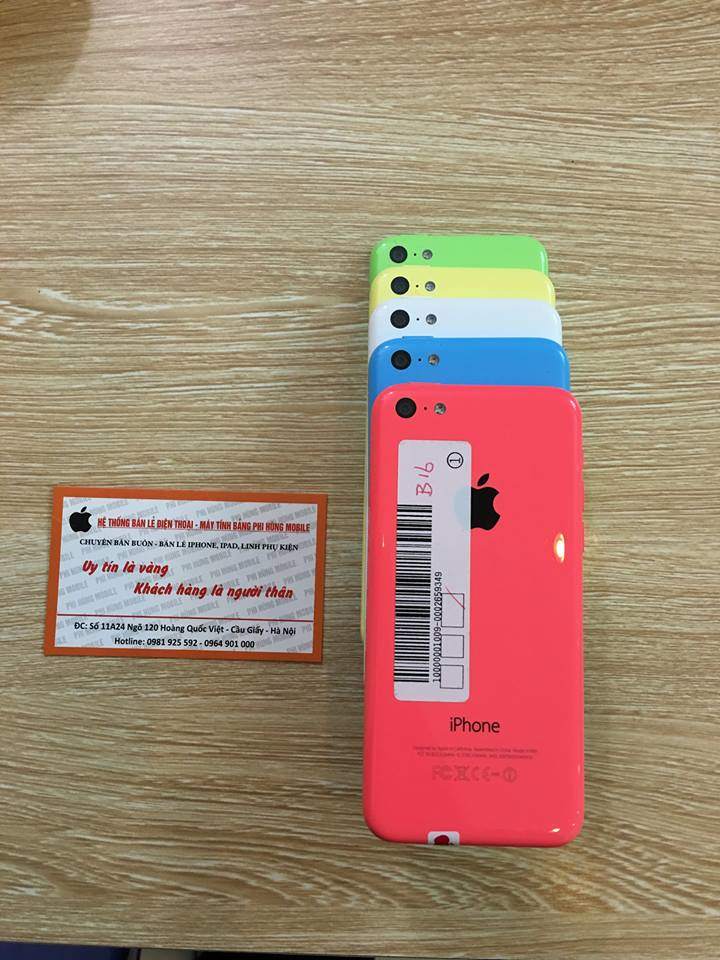 HỆ THỐNG BÁN LẺ ĐIỆN THOẠI - MÁY TÍNH BẢNG PHI HÙNG MOBILE
CHUYÊN BÁN BUÔN - BÁN LẺ IPHONE, IPAD, LINH PHỤ KIỆN
Uy tín là vàng
Khách hàng là người thân
ĐC: Số 11A24 Ngõ 120 Hoàng Quốc Việt - Cầu Giấy - Hà Nội
Hotline: 0981 925 592 - 0964 901 000
1
B16
10000001009-0002659349
iPhone